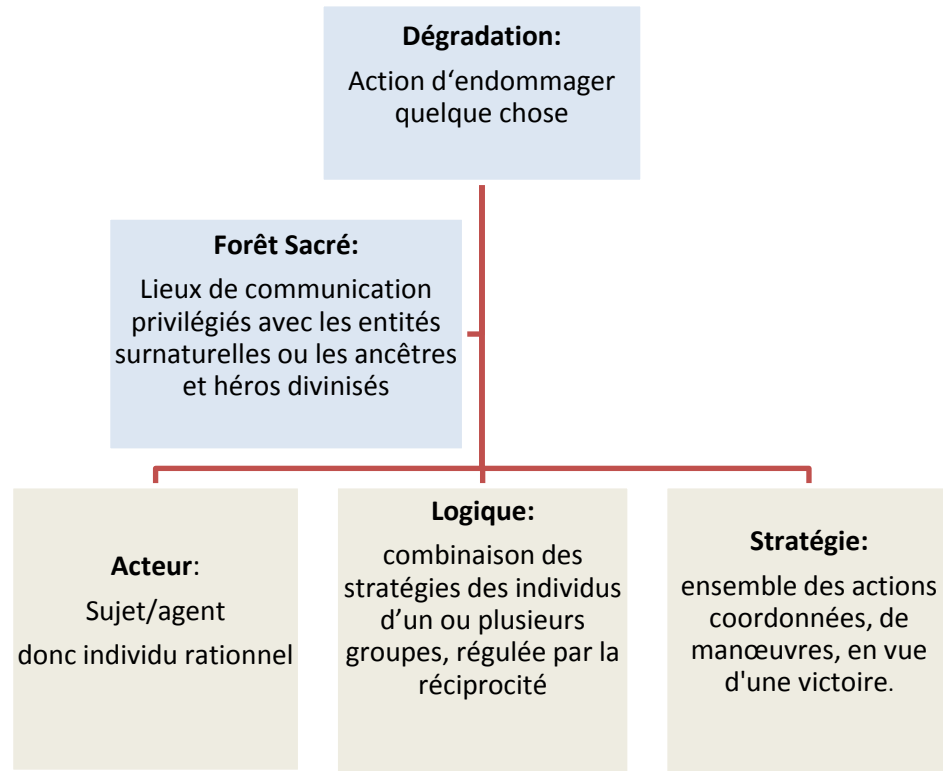 Dégradation:
Action d‘endommager
quelque chose
Forêt Sacré:
Lieux de communication
privilégiés avec les entités
surnaturelles ou les ancêtres
et héros divinisés
Acteur:
Sujet/agent
donc individu rationnel
Logique:
combinaison des
stratégies des individus
d’un ou plusieurs
groupes, régulée par la
réciprocité
Stratégie:
ensemble des actions
coordonnées, de
manœuvres, en vue
d'une victoire.